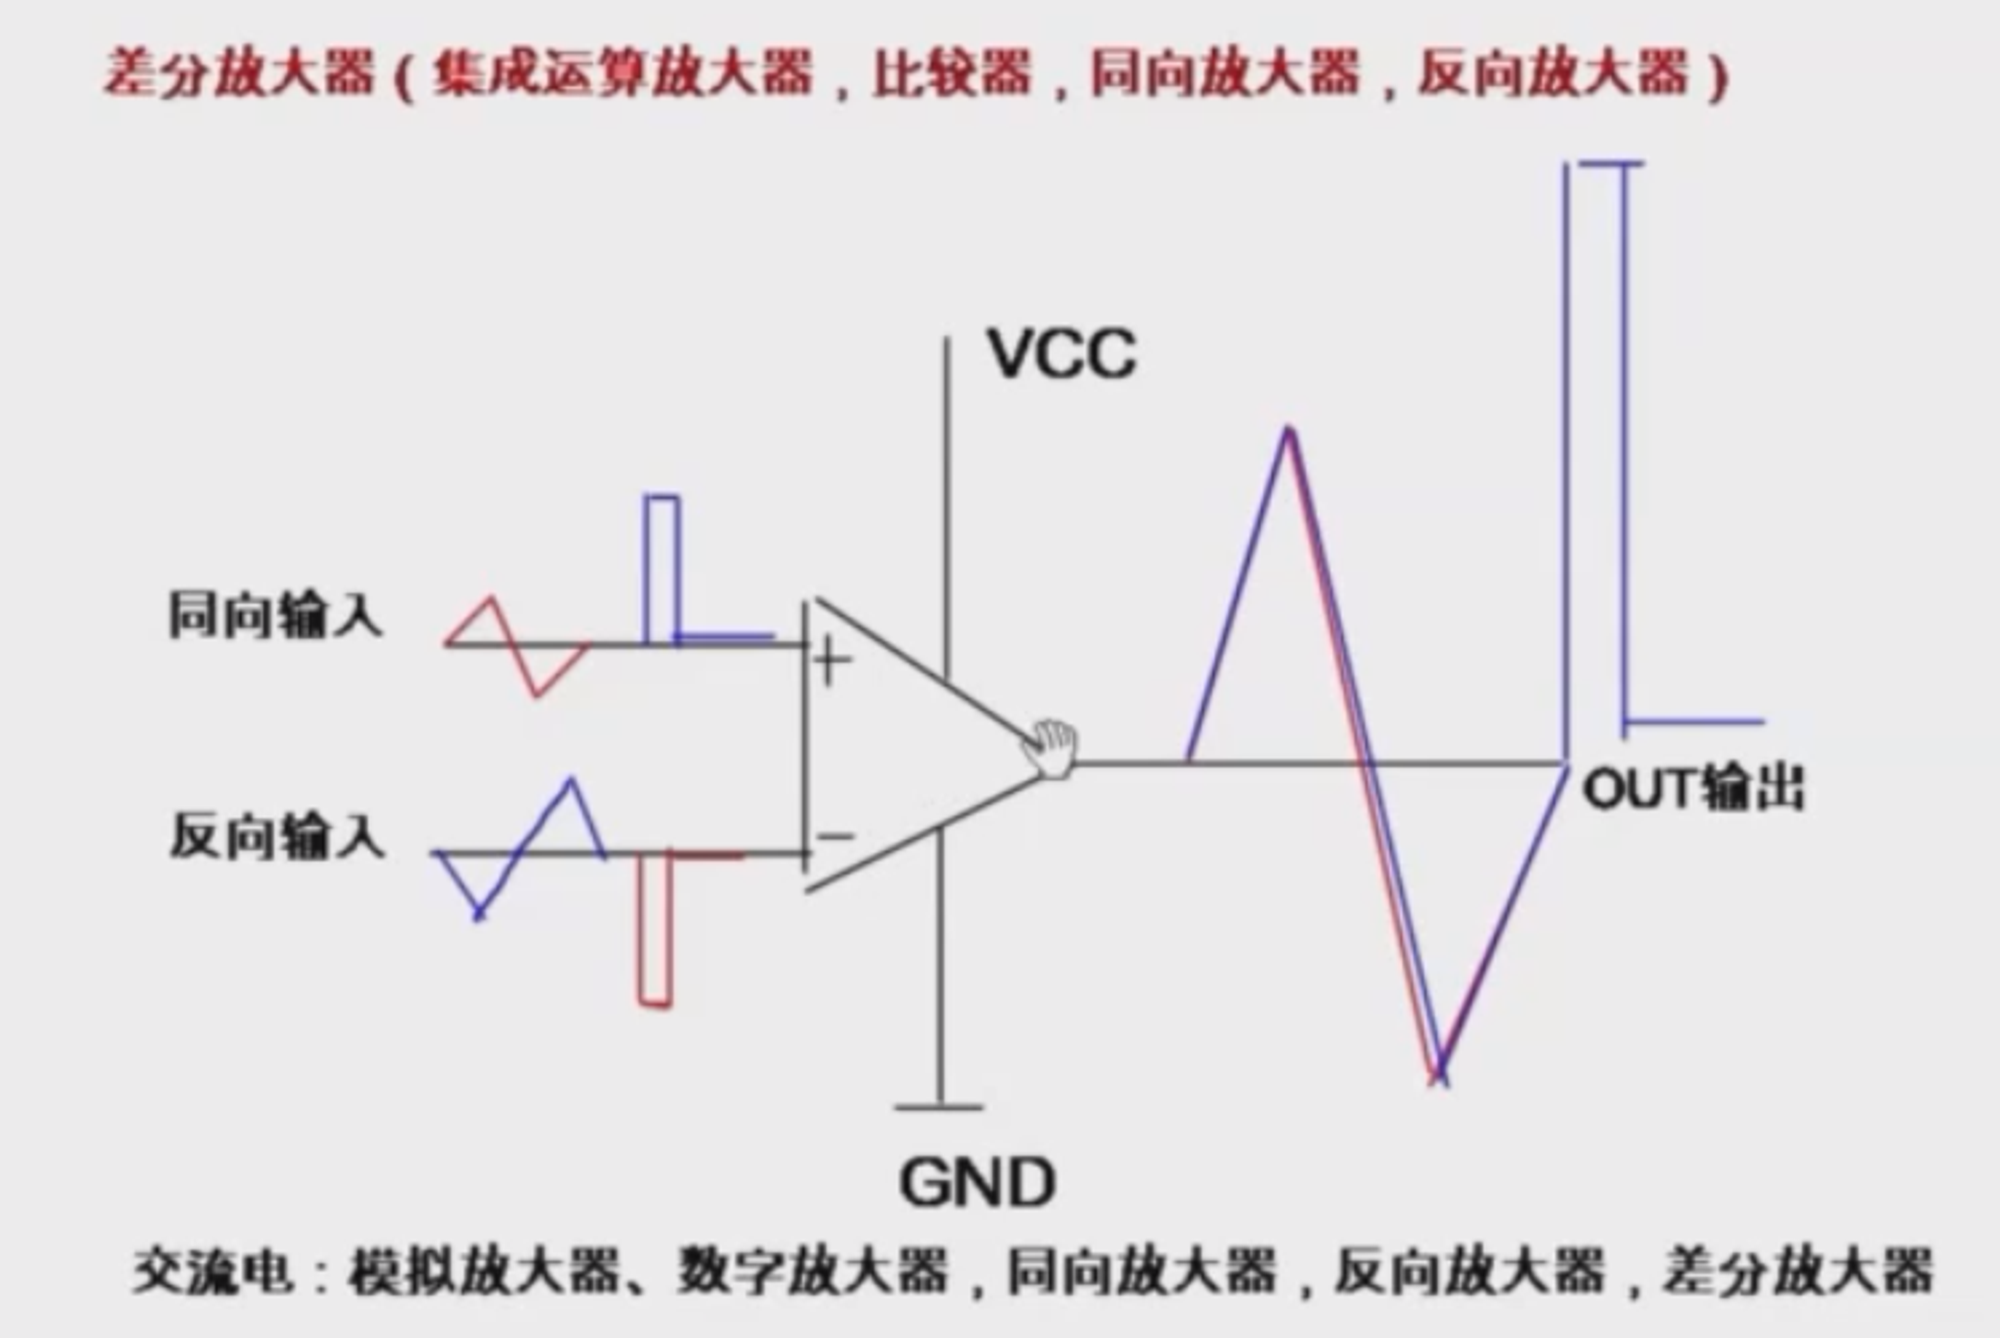 差分放大器（集成运算放大器，比较器，同向放大器，反向放大器）
VCC
同向输入
+
OUT输出
反向输入
−
GND
交流电：模拟放大器、数字放大器，同向放大器，反向放大器，差分放大器